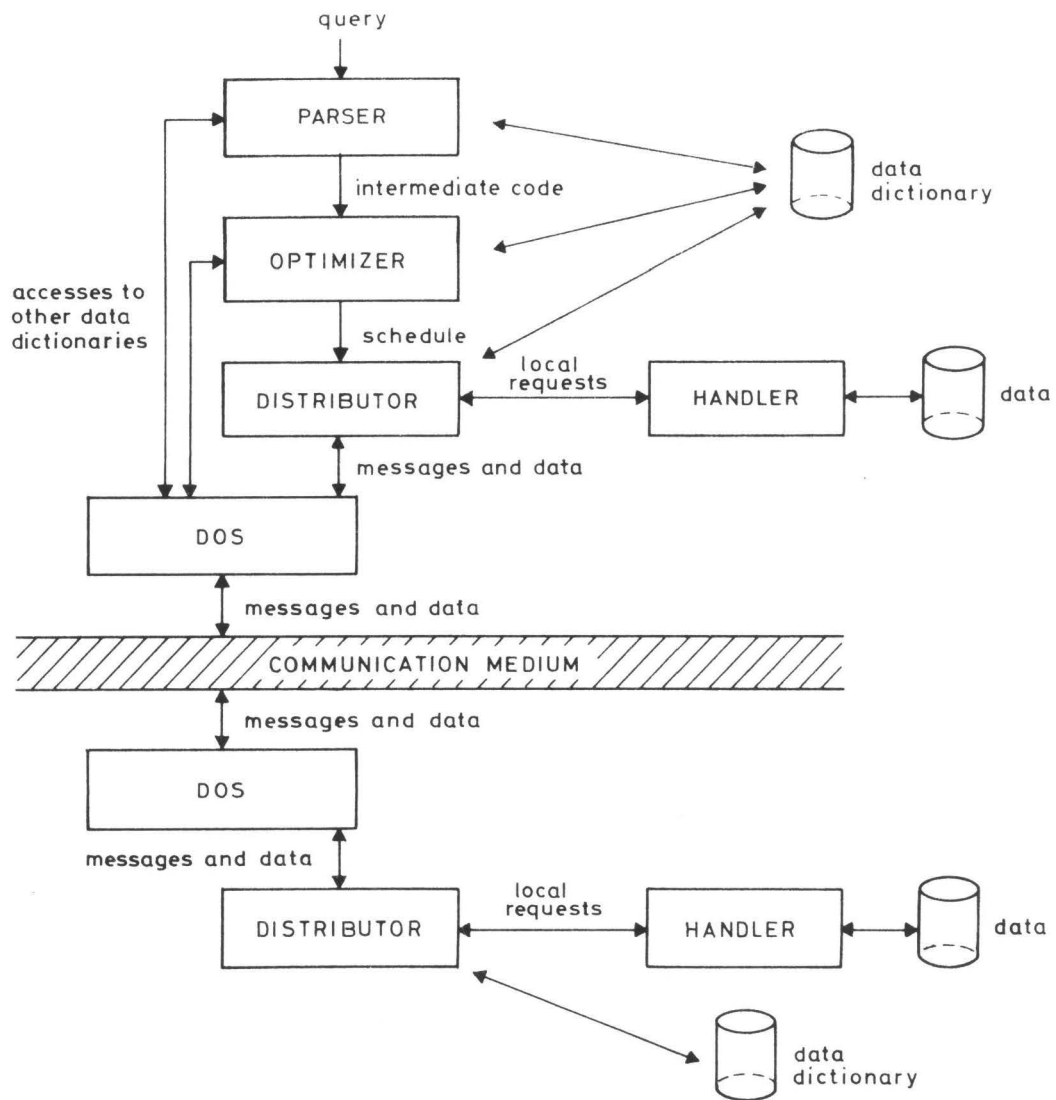 query
PARSER
intermediate code
data
dictionary
OPTIMIZER
accesses to
other data
dictionaries
schedule
local
requests
DISTRIBUTOR
HANDLER
data
messages and data
DOS
messages and data
COMMUNICATION MEDIUM
messages and data
DOS
messages and data
local
requests
DISTRIBUTOR
HANDLER
data
data
dictionary